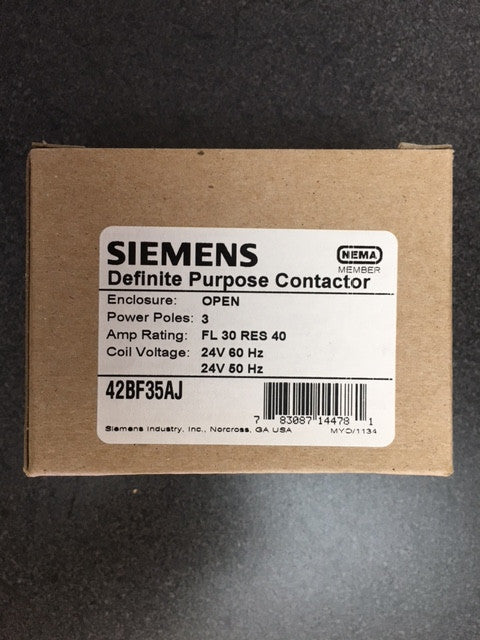 SIEMENS
NEMA
MEMBER
Definite Purpose Contactor
Enclosure: OPEN
Power Poles: 3
Amp Rating: FL 30 RES 40
Coil Voltage: 24V 60 Hz
24V 50 Hz
42BF35AJ
7 83087 14478 1
Siemens Industry, Inc., Norcross, GA USA
MYO/1134